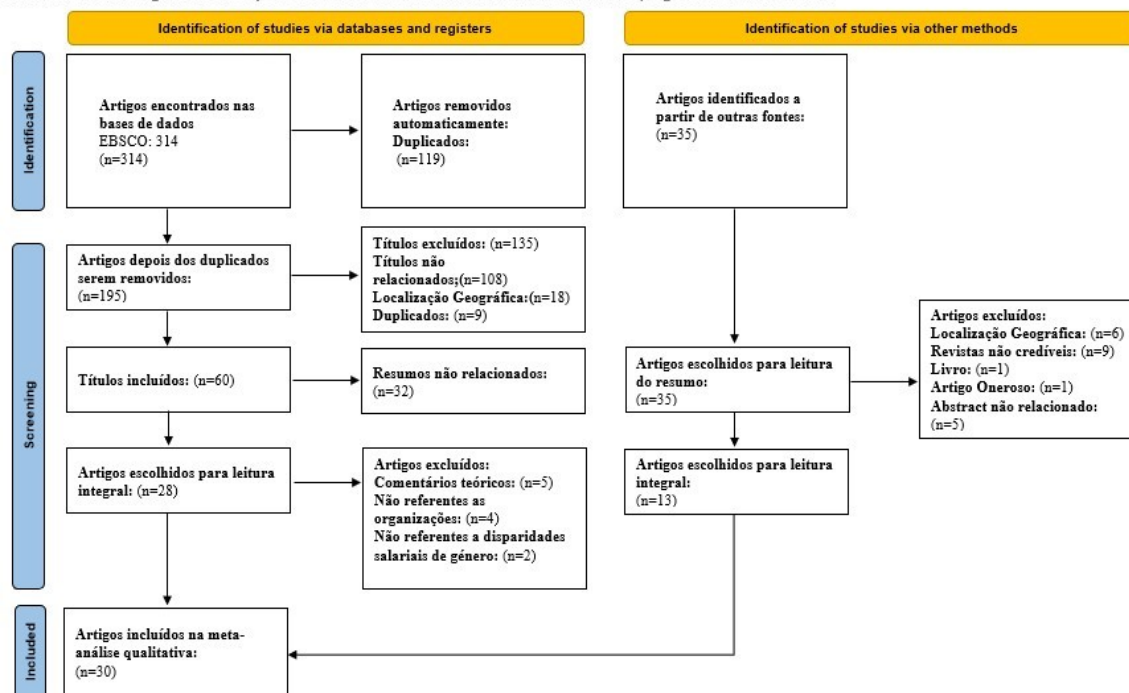 Identification of studies via databases and registers
Identification of studies via other methods
Identification
Artigos encontrados nas
bases de dados
EBSCO: 314
(n=314)
Artigos removidos
automaticamente:
Duplicados:
(n=119)
Artigos identificados a
partir de outras fontes:
(n=35)
Screening
Artigos depois dos duplicados
serem removidos:
(n=195)
Títulos excluídos: (n=135)
Títulos não
relacionados;(n=108)
Localização Geográfica:(n=18)
Duplicados: (n=9)
Títulos incluídos: (n=60)
Resumos não relacionados:
(n=32)
Artigos escolhidos para leitura
do resumo:
(n=35)
Artigos excluídos:
Localização Geográfica: (n=6)
Revistas não credíveis: (n=9)
Livro: (n=1)
Artigo Oneroso: (n=1)
Abstract não relacionado:
(n=5)
Artigos escolhidos para leitura
integral: (n=28)
Artigos excluídos:
Comentários teóricos: (n=5)
Não referentes as
organizações: (n=4)
Não referentes a disparidades
salariais de género: (n=2)
Artigos escolhidos para leitura
integral:
(n=13)
Included
Artigos incluídos na meta-
análise qualitativa:
(n=30)